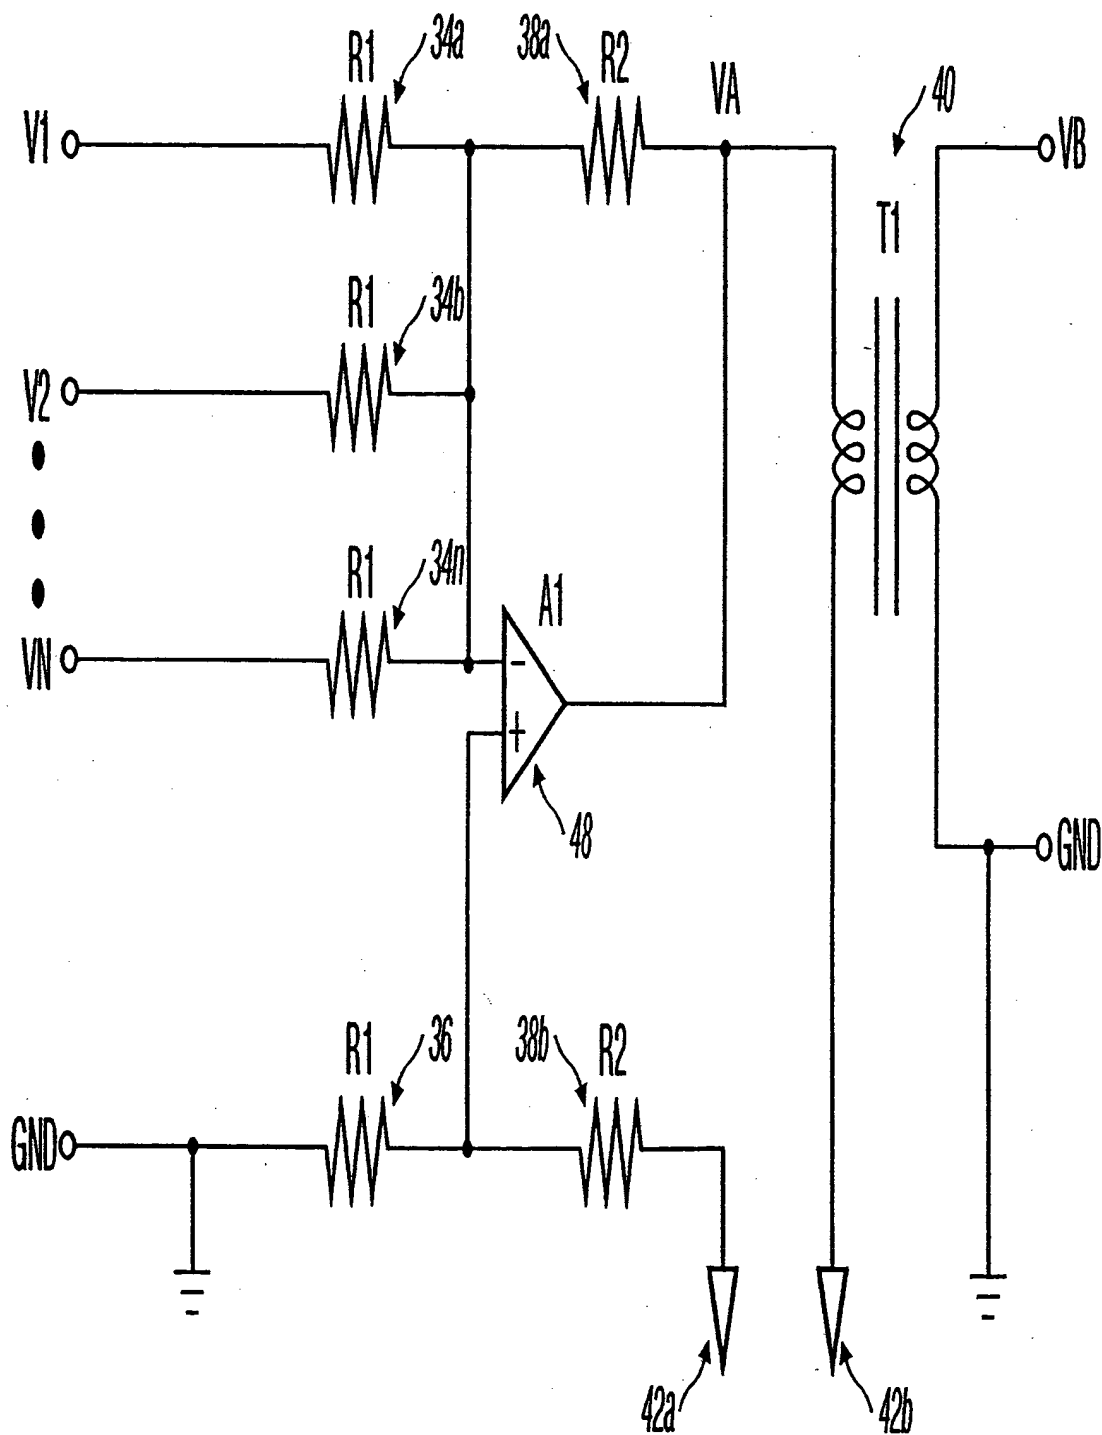 R1 34a 38a R2 VA 40
V1 VB
T1
R1 34b
V2
R1 34n
VN
A1
-
+
48
GND
R1 36 38b R2
GND
42a 42b